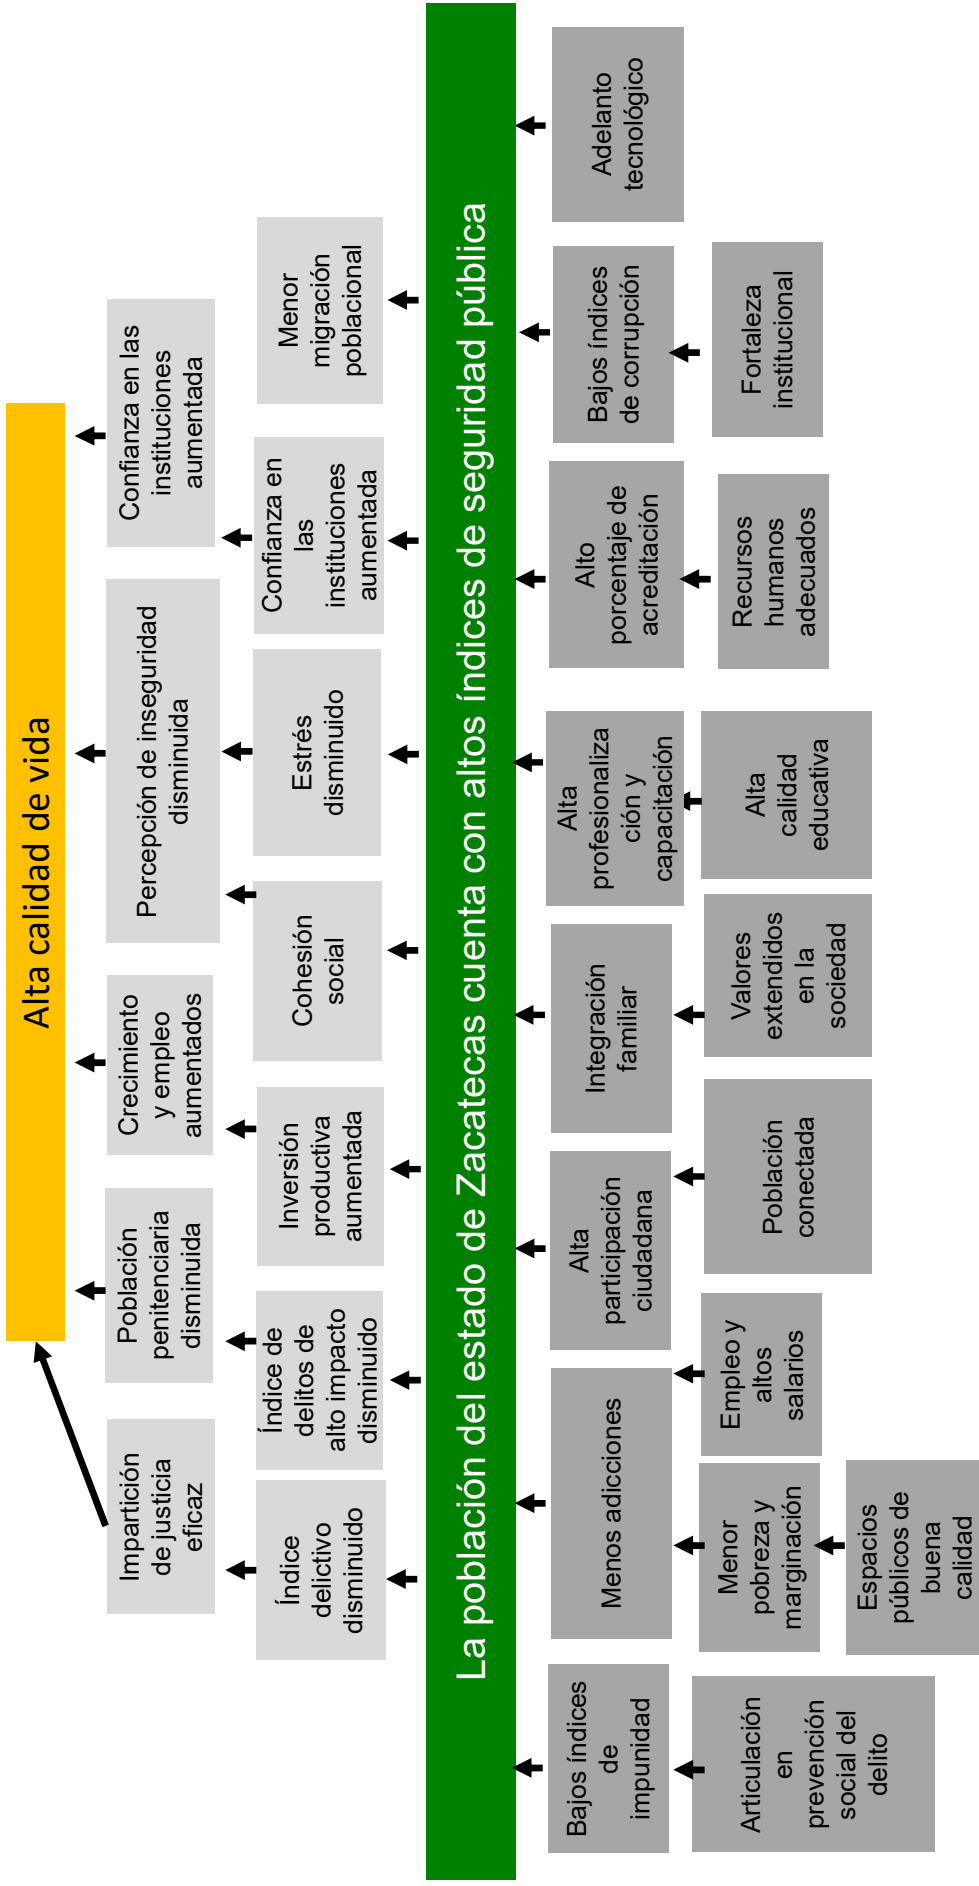 Alta calidad de vida
Impartición
de justicia
eficaz
Población
penitenciaria
disminuida
Crecimiento
y empleo
aumentados
Percepción de inseguridad
disminuida
Confianza en las
instituciones
aumentada
Índice
delictivo
disminuido
Índice de
delitos de
alto impacto
disminuido
Inversión
productiva
aumentada
Cohesión
social
Estrés
disminuido
Confianza en
las
instituciones
aumentada
Menor
migración
poblacional
La población del estado de Zacatecas cuenta con altos índices de seguridad pública
Bajos índices
de
impunidad
Menos adicciones
Alta
participación
ciudadana
Integración
familiar
Alta
profesionaliza
ción y
capacitación
Alto
porcentaje de
acreditación
Bajos índices
de corrupción
Adelanto
tecnológico
Articulación
en
prevención
social del
delito
Menor
pobreza y
marginación
Empleo y
altos
salarios
Población
conectada
Valores
extendidos
en la
sociedad
Alta
calidad
educativa
Recursos
humanos
adecuados
Fortaleza
institucional
Espacios
públicos de
buena
calidad